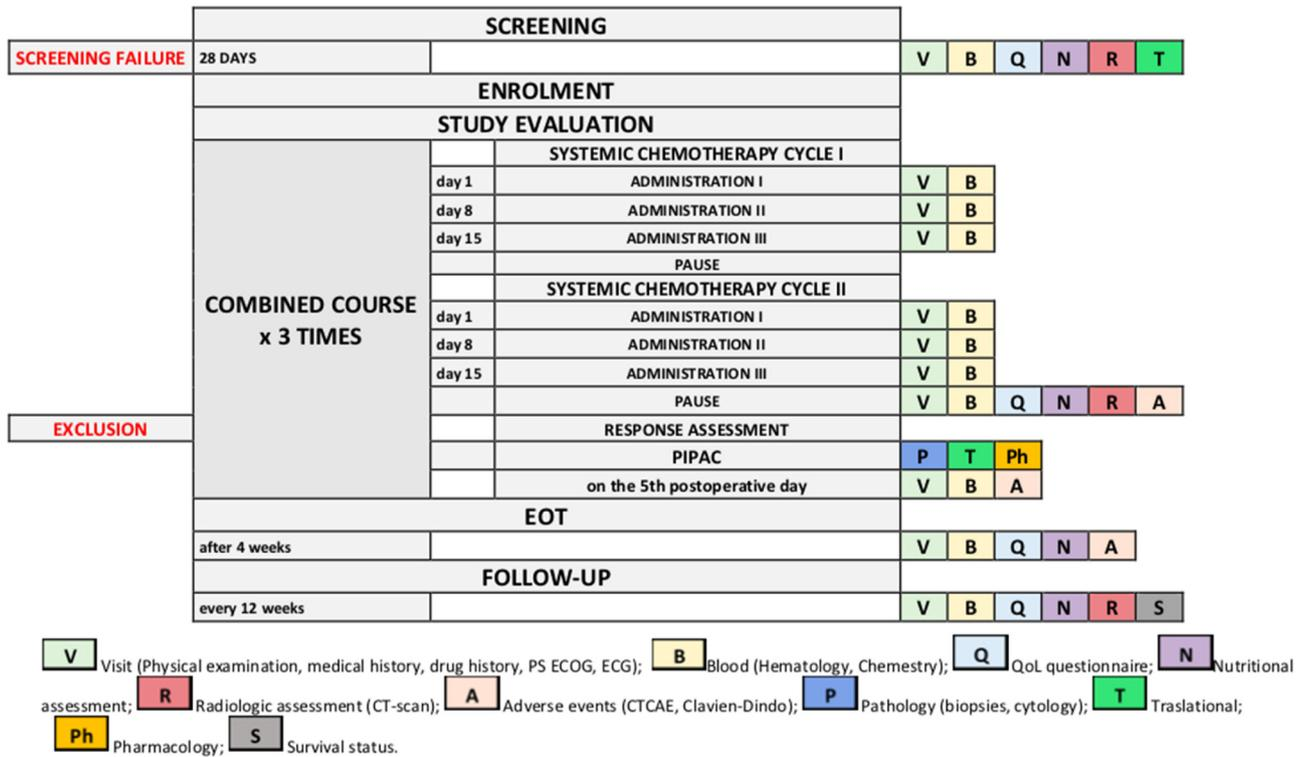 SCREENING
SCREENING FAILURE 28 DAYS V B Q N R T
ENROLMENT
STUDY EVALUATION
SYSTEMIC CHEMOTHERAPY CYCLE I
day 1 ADMINISTRATION I V B
day 8 ADMINISTRATION II V B
day 15 ADMINISTRATION III V B
PAUSE
SYSTEMIC CHEMOTHERAPY CYCLE II
COMBINED COURSE
x 3 TIMES
day 1 ADMINISTRATION I V B
day 8 ADMINISTRATION II V B
day 15 ADMINISTRATION III V B
PAUSE V B Q N R A
EXCLUSION RESPONSE ASSESSMENT
PIPAC P T Ph
on the 5th postoperative day V B A
EOT
after 4 weeks V B Q N A
FOLLOW-UP
every 12 weeks V B Q N R S
V Visit (Physical examination, medical history, drug history, PS ECOG, ECG); B Blood (Hematology, Chemestry); Q QoL questionnaire; N Nutritional
assessment; R Radiologic assessment (CT-scan); A Adverse events (CTCAE, Clavien-Dindo); P Pathology (biopsies, cytology); T Traslational;
Ph Pharmacology; S Survival status.